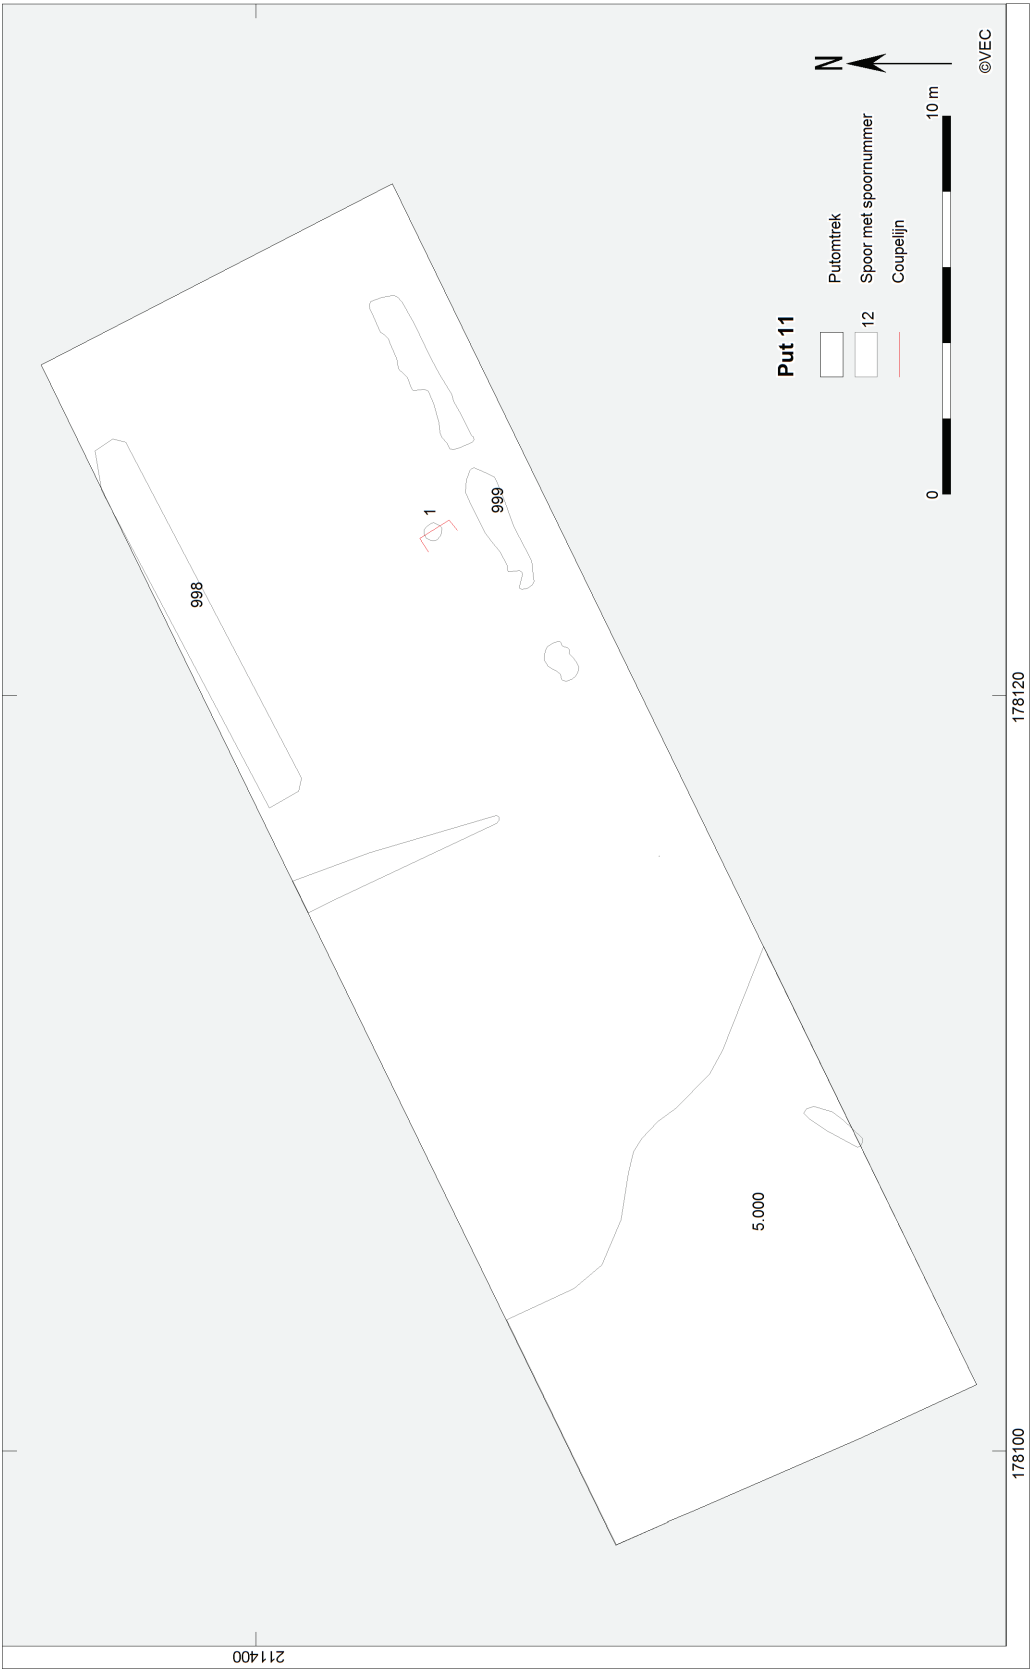 N
©VEC
10 m
0
Put 11
Putomtrek
12 Spoor met spoornummer
Coupelijn
998
1
999
5.000
178120
178100
211400